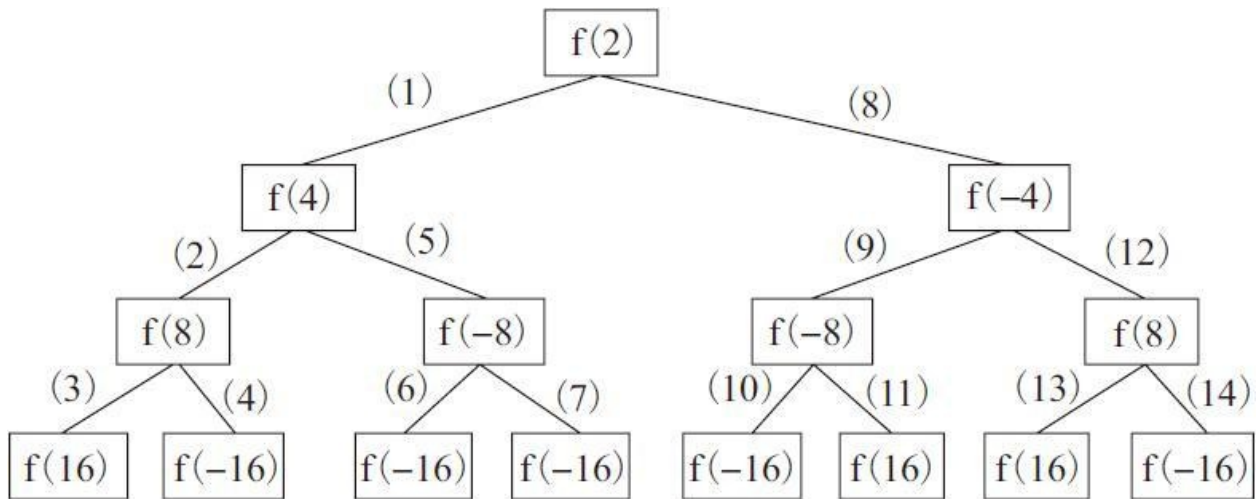 f(2)
(1) (8)
f(4) f(−4)
(2) (5) (9) (12)
f(8) f(−8) f(−8) f(8)
(3) (4) (6) (7) (10) (11) (13) (14)
f(16) f(−16) f(−16) f(−16) f(−16) f(16) f(16) f(−16)